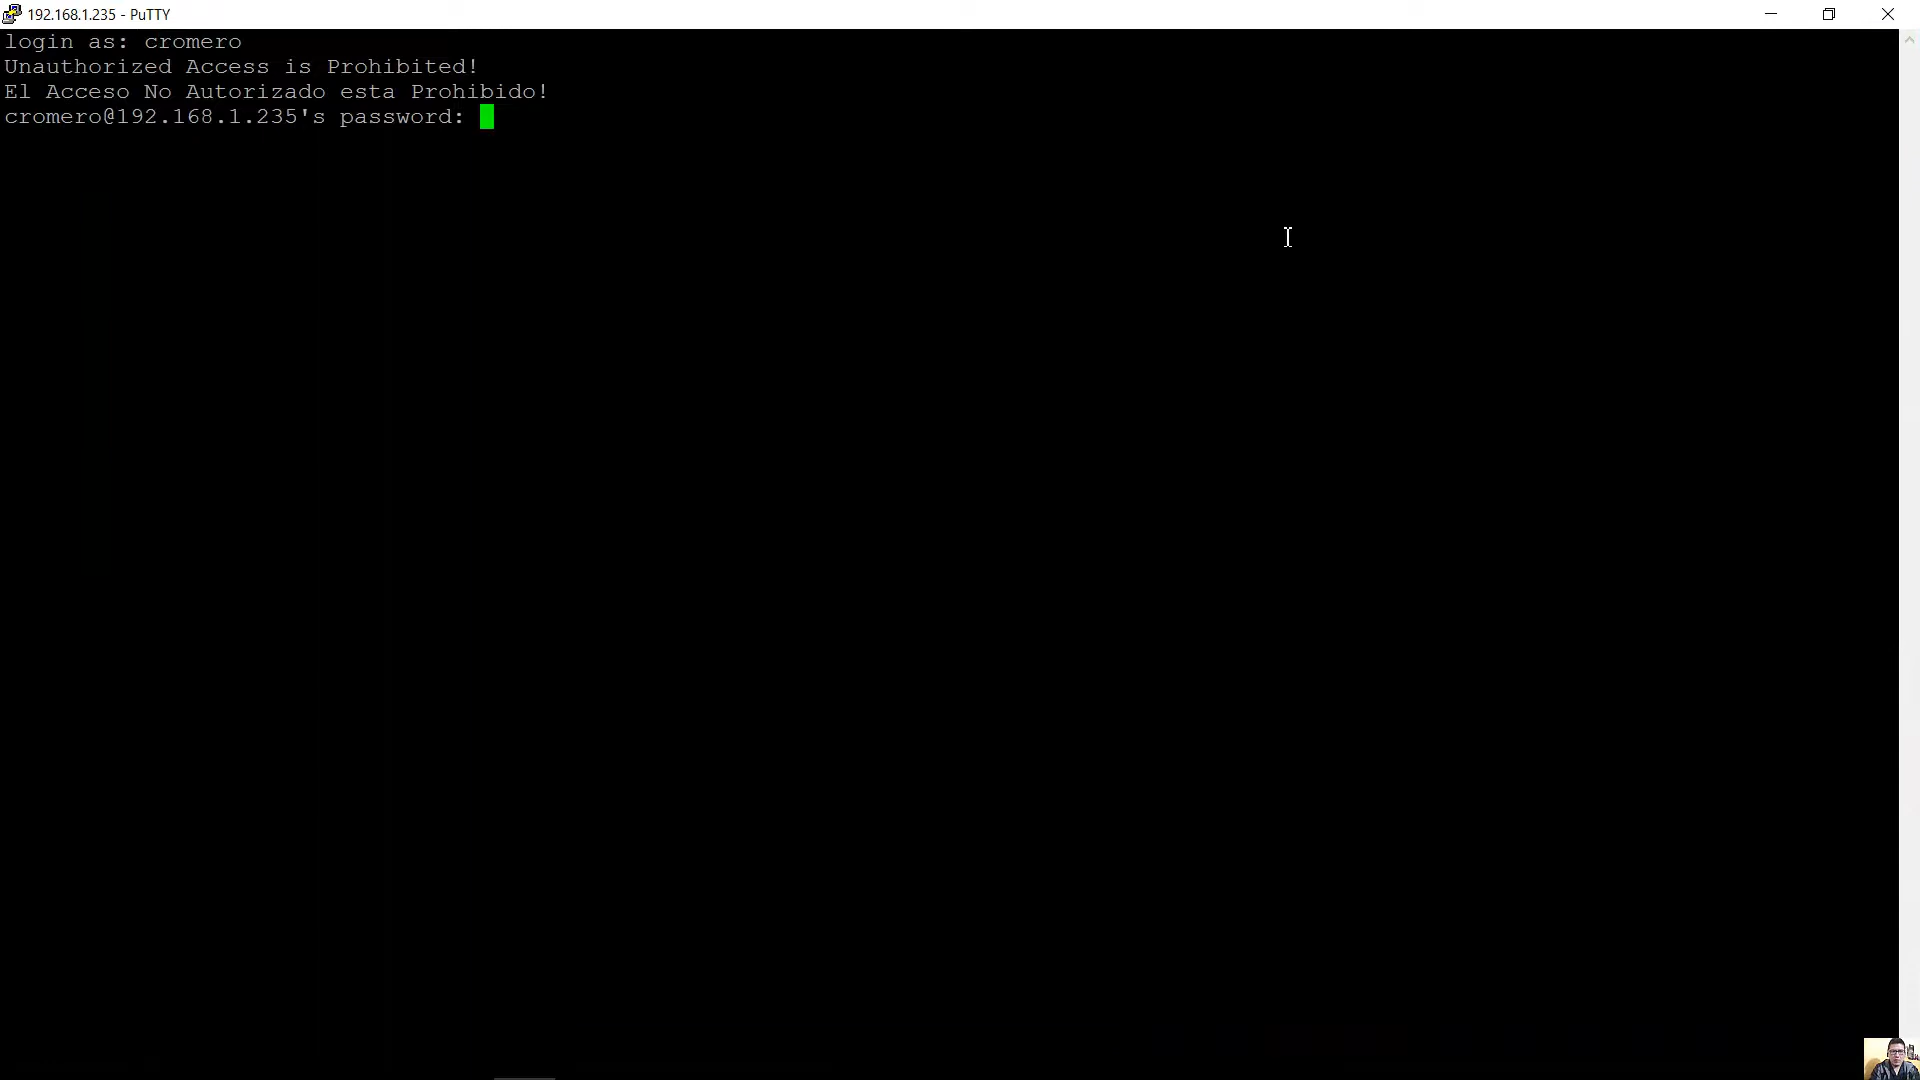 192.168.1.235 - PuTTY
login as: cromero
Unauthorized Access is Prohibited!
El Acceso No Autorizado esta Prohibido!
cromero@192.168.1.235's password: